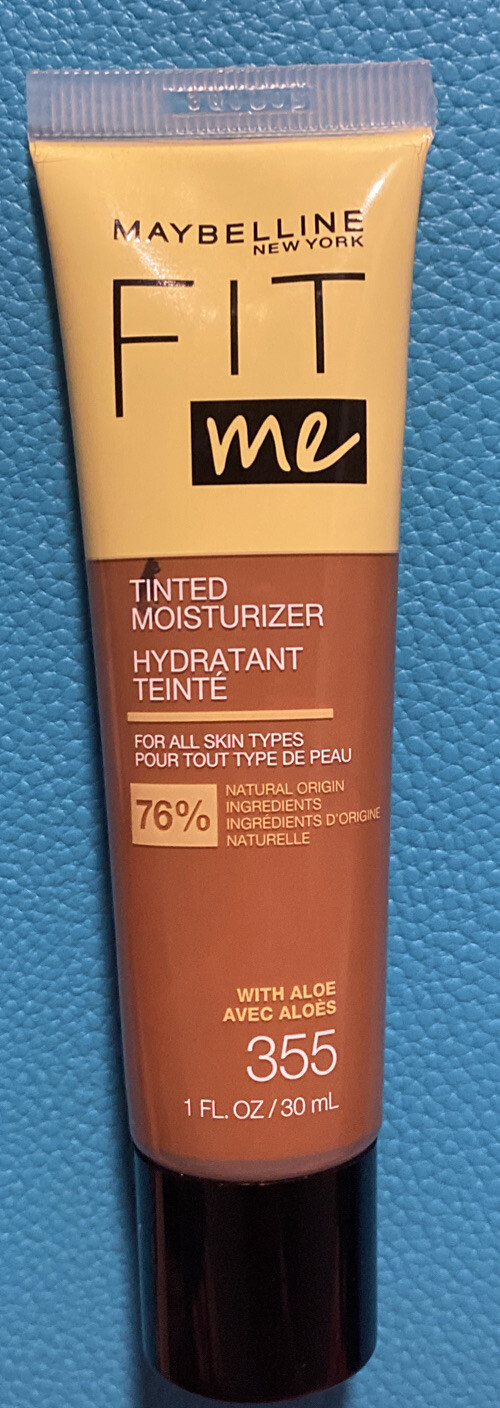 MAYBELLINE
NEW YORK
FIT
me
TINTED
MOISTURIZER
HYDRATANT
TEINTÉ
FOR ALL SKIN TYPES
POUR TOUT TYPE DE PEAU
76%
NATURAL ORIGIN
INGREDIENTS
INGRÉDIENTS D'ORIGINE
NATURELLE
WITH ALOE
AVEC ALOÈS
355
1 FL. OZ / 30 mL